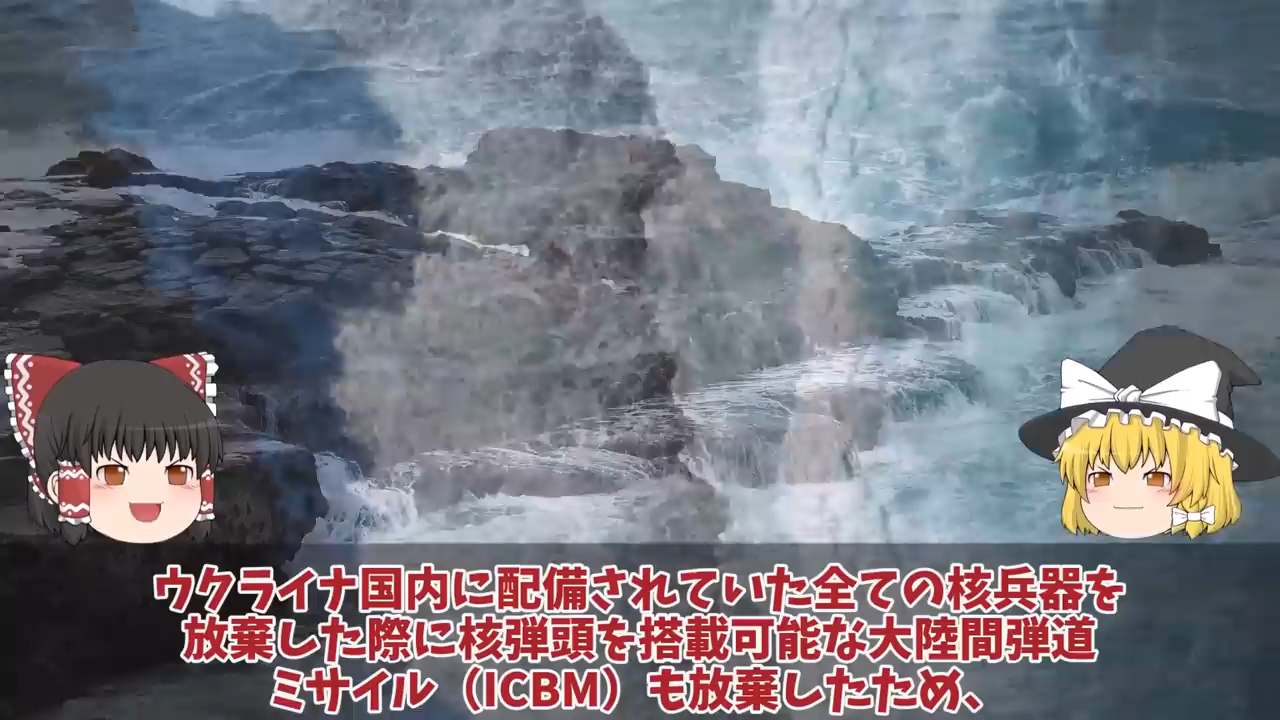 ウクライナ国内に配備されていた全ての核兵器を
放棄した際に核弾頭を搭載可能な大陸間弾道
ミサイル（ICBM）も放棄したため、